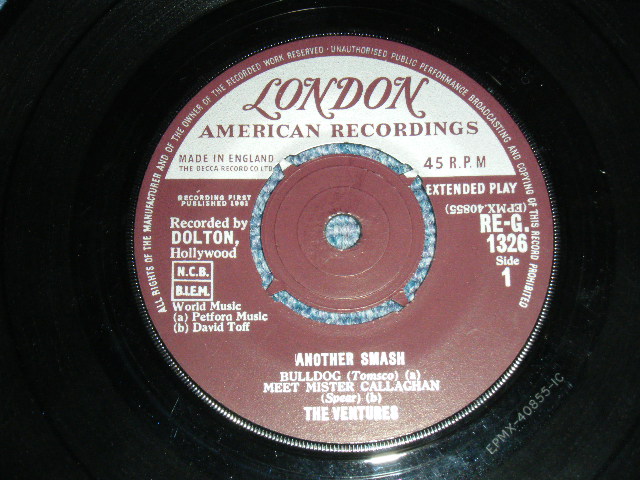 ALL RIGHTS OF THE MANUFACTURER AND OF THE OWNER OF THE RECORDED WORK RESERVED · UNAUTHORISED PUBLIC PERFORMANCE BROADCASTING AND COPYING OF THIS RECORD PROHIBITED
LONDON
AMERICAN RECORDINGS
MADE IN ENGLAND
THE DECCA RECORD CO LTD
45 R.P.M
EXTENDED PLAY
RECORDING FIRST
PUBLISHED 1961
(EPMX.40855)
RE-G.
1326
Side
1
Recorded by
DOLTON,
Hollywood
N.C.B.
B.I.E.M.
World Music
(a) Petforn Music
(b) David Toff
ANOTHER SMASH
BULLDOG (Tomsco) (a)
MEET MISTER CALLAGHAN
(Spear) (b)
THE VENTURES
EPMX-40855-1C